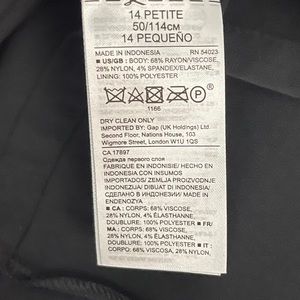 14 PETITE
50/114CM
14 PEQUEÑO
MADE IN INDONESIA RN 54023
■ US/GB : BODY: 68% RAYON/VISCOSE,
28% NYLON, 4% SPANDEX/ELASTANE,
LINING: 100% POLYESTER
P
1166
DRY CLEAN ONLY
IMPORTED BY: Gap (UK Holdings) Ltd.
Second Floor, Nations House, 103
Wigmore Street, London W1U 1QS
CA 17897
Одежда первого слоя
FABRIQUE EN INDONESIE/ HECHO EN
INDONESIA CON INSUMOS
IMPORTADOS/ ZEMLJA PROIZVODNJE
INDONEZIJA/ DIBUAT DI INDONESIA/
СДЕЛАНО В ИНДОНЕЗИИ/ MADE IN
ENDENOZYA
■ CA : CORPS: 68% VISCOSE,
28% NYLON, 4% ÉLASTHANNE,
DOUBLURE: 100% POLYESTER ■ FR/
MA : CORPS: 68% VISCOSE,
28% NYLON, 4% ÉLASTHANNE,
DOUBLURE: 100% POLYESTER ■ IT :
CORPO: 68% VISCOSA, 28% NYLON,